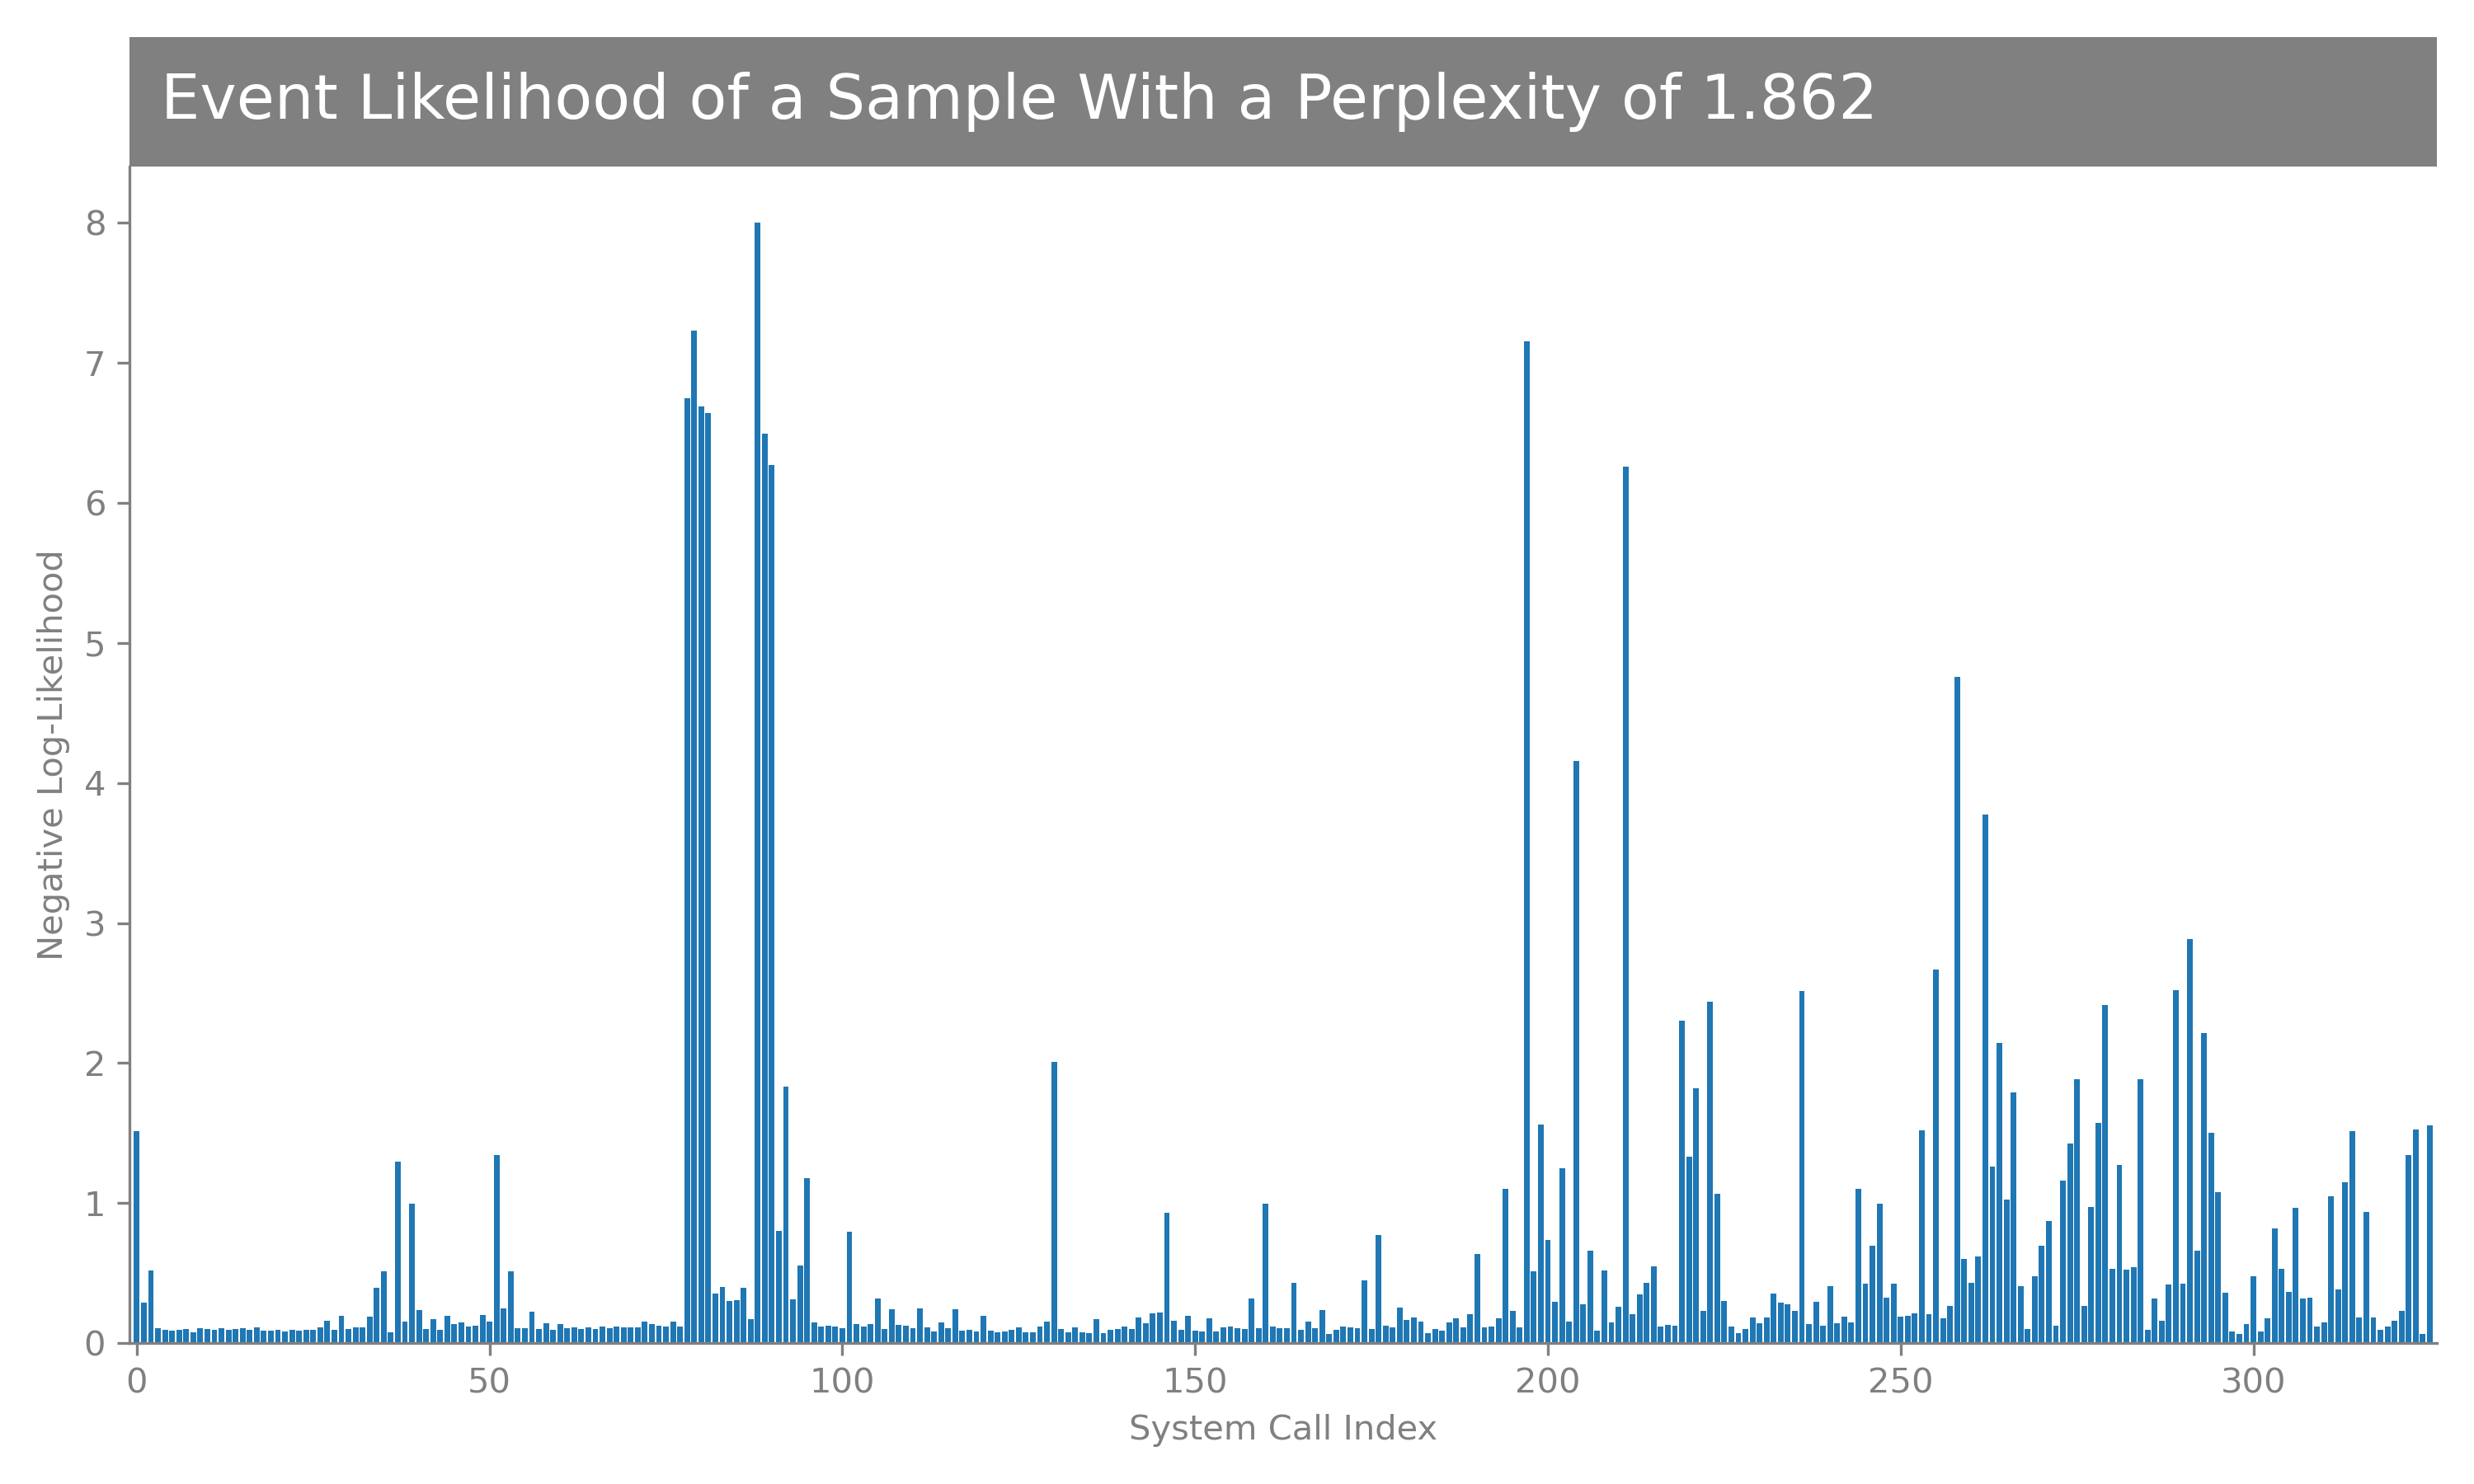 Event Likelihood of a Sample With a Perplexity of 1.862
8
7
6
5
4
3
2
1
0
Negative Log-Likelihood
0 50 100 150 200 250 300
System Call Index